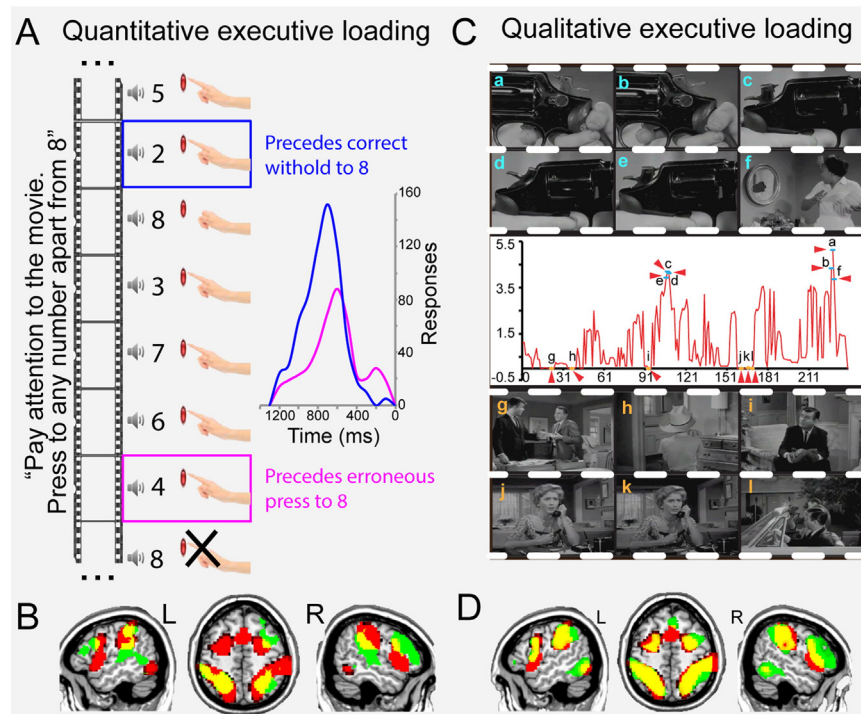 A Quantitative executive loading
“Pay attention to the movie.
Press to any number apart from 8”
...
5
2
8
3
7
6
4
8
...
Precedes correct
withold to 8
160
120
80
40
0
Responses
1200 800 400 0
Time (ms)
Precedes erroneous
press to 8
B
L
R
C Qualitative executive loading
a b c
d e f
5.5
3.5
1.5
-0.5
a
b
f
c
e d
g h i j k l
0 31 61 91 121 151 181 211
g h i
j k l
D
L
R